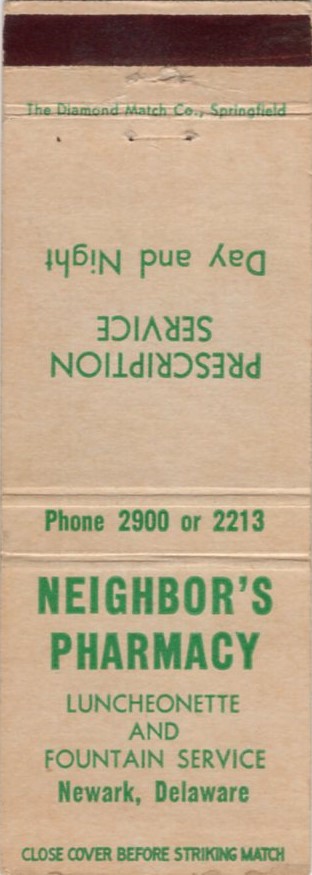 The Diamond Match Co., Springfield
PRESCRIPTION
SERVICE
Day and Night
Phone 2900 or 2213
NEIGHBOR'S
PHARMACY
LUNCHEONETTE
AND
FOUNTAIN SERVICE
Newark, Delaware
CLOSE COVER BEFORE STRIKING MATCH